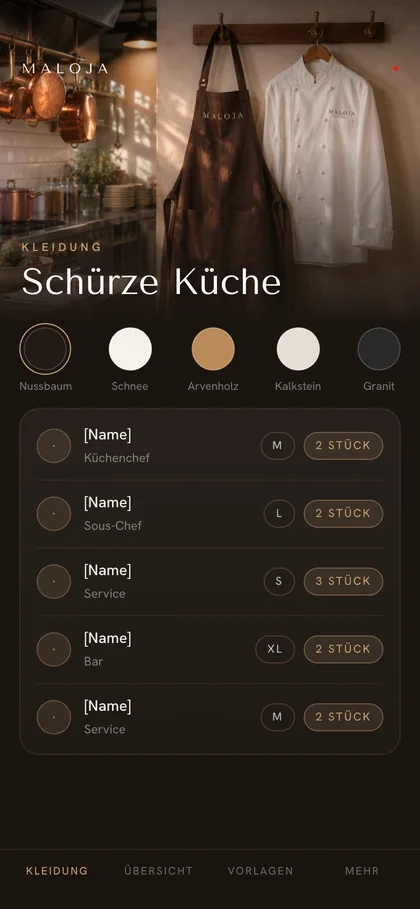 MALOJA
MALOJA
MALOJA
KLEIDUNG
Schürze Küche
Nussbaum
Schnee
Arvenholz
Kalkstein
Granit
[Name]
Küchenchef
M
2 STÜCK
[Name]
Sous-Chef
L
2 STÜCK
[Name]
Service
S
3 STÜCK
[Name]
Bar
XL
2 STÜCK
[Name]
Service
M
2 STÜCK
KLEIDUNG
ÜBERSICHT
VORLAGEN
MEHR